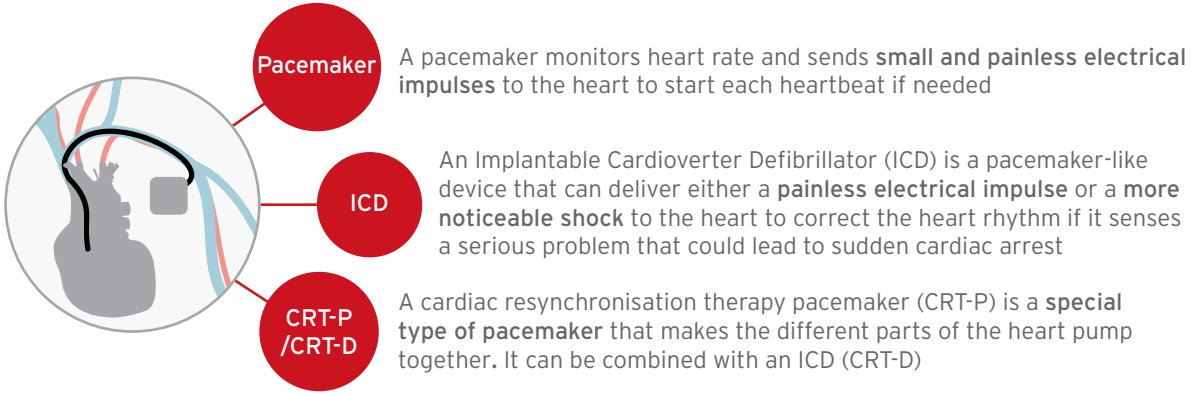 Pacemaker
A pacemaker monitors heart rate and sends small and painless electrical
impulses to the heart to start each heartbeat if needed
ICD
An Implantable Cardioverter Defibrillator (ICD) is a pacemaker-like
device that can deliver either a painless electrical impulse or a more
noticeable shock to the heart to correct the heart rhythm if it senses
a serious problem that could lead to sudden cardiac arrest
CRT-P
/CRT-D
A cardiac resynchronisation therapy pacemaker (CRT-P) is a special
type of pacemaker that makes the different parts of the heart pump
together. It can be combined with an ICD (CRT-D)